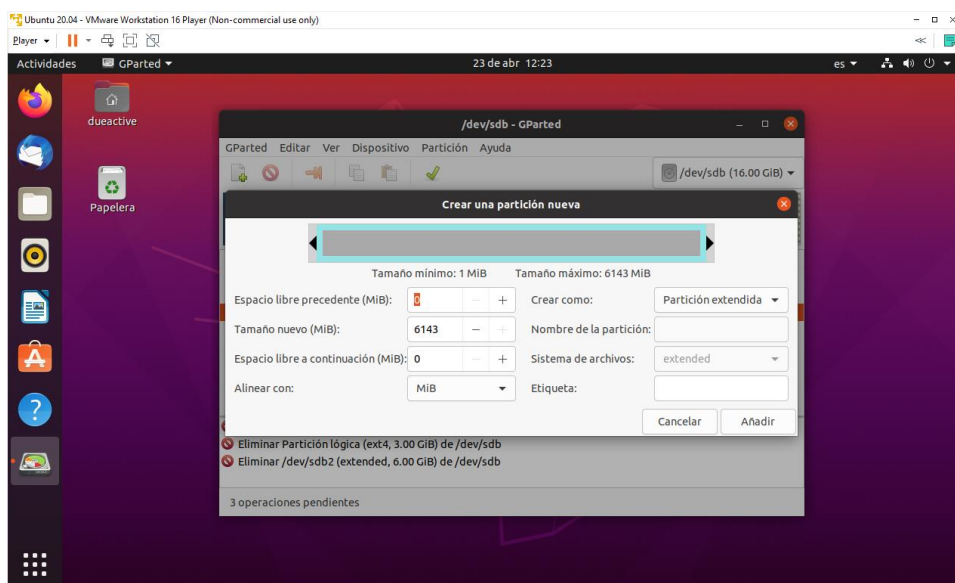 Ubuntu 20.04 - VMware Workstation 16 Player (Non-commercial use only)
Player
Actividades GParted 23 de abr 12:23 es
dueactive
Papelera
/dev/sdb - GParted
GParted Editar Ver Dispositivo Partición Ayuda
/dev/sdb (16.00 GiB)
Crear una partición nueva
Tamaño mínimo: 1 MiB Tamaño máximo: 6143 MiB
Espacio libre precedente (MiB): 0 Crear como: Partición extendida
Tamaño nuevo (MiB): 6143 Nombre de la partición:
Espacio libre a continuación (MiB): 0 Sistema de archivos: extended
Alinear con: MiB Etiqueta:
Cancelar Añadir
Eliminar Partición lógica (ext4, 3.00 GiB) de /dev/sdb
Eliminar /dev/sdb2 (extended, 6.00 GiB) de /dev/sdb
3 operaciones pendientes